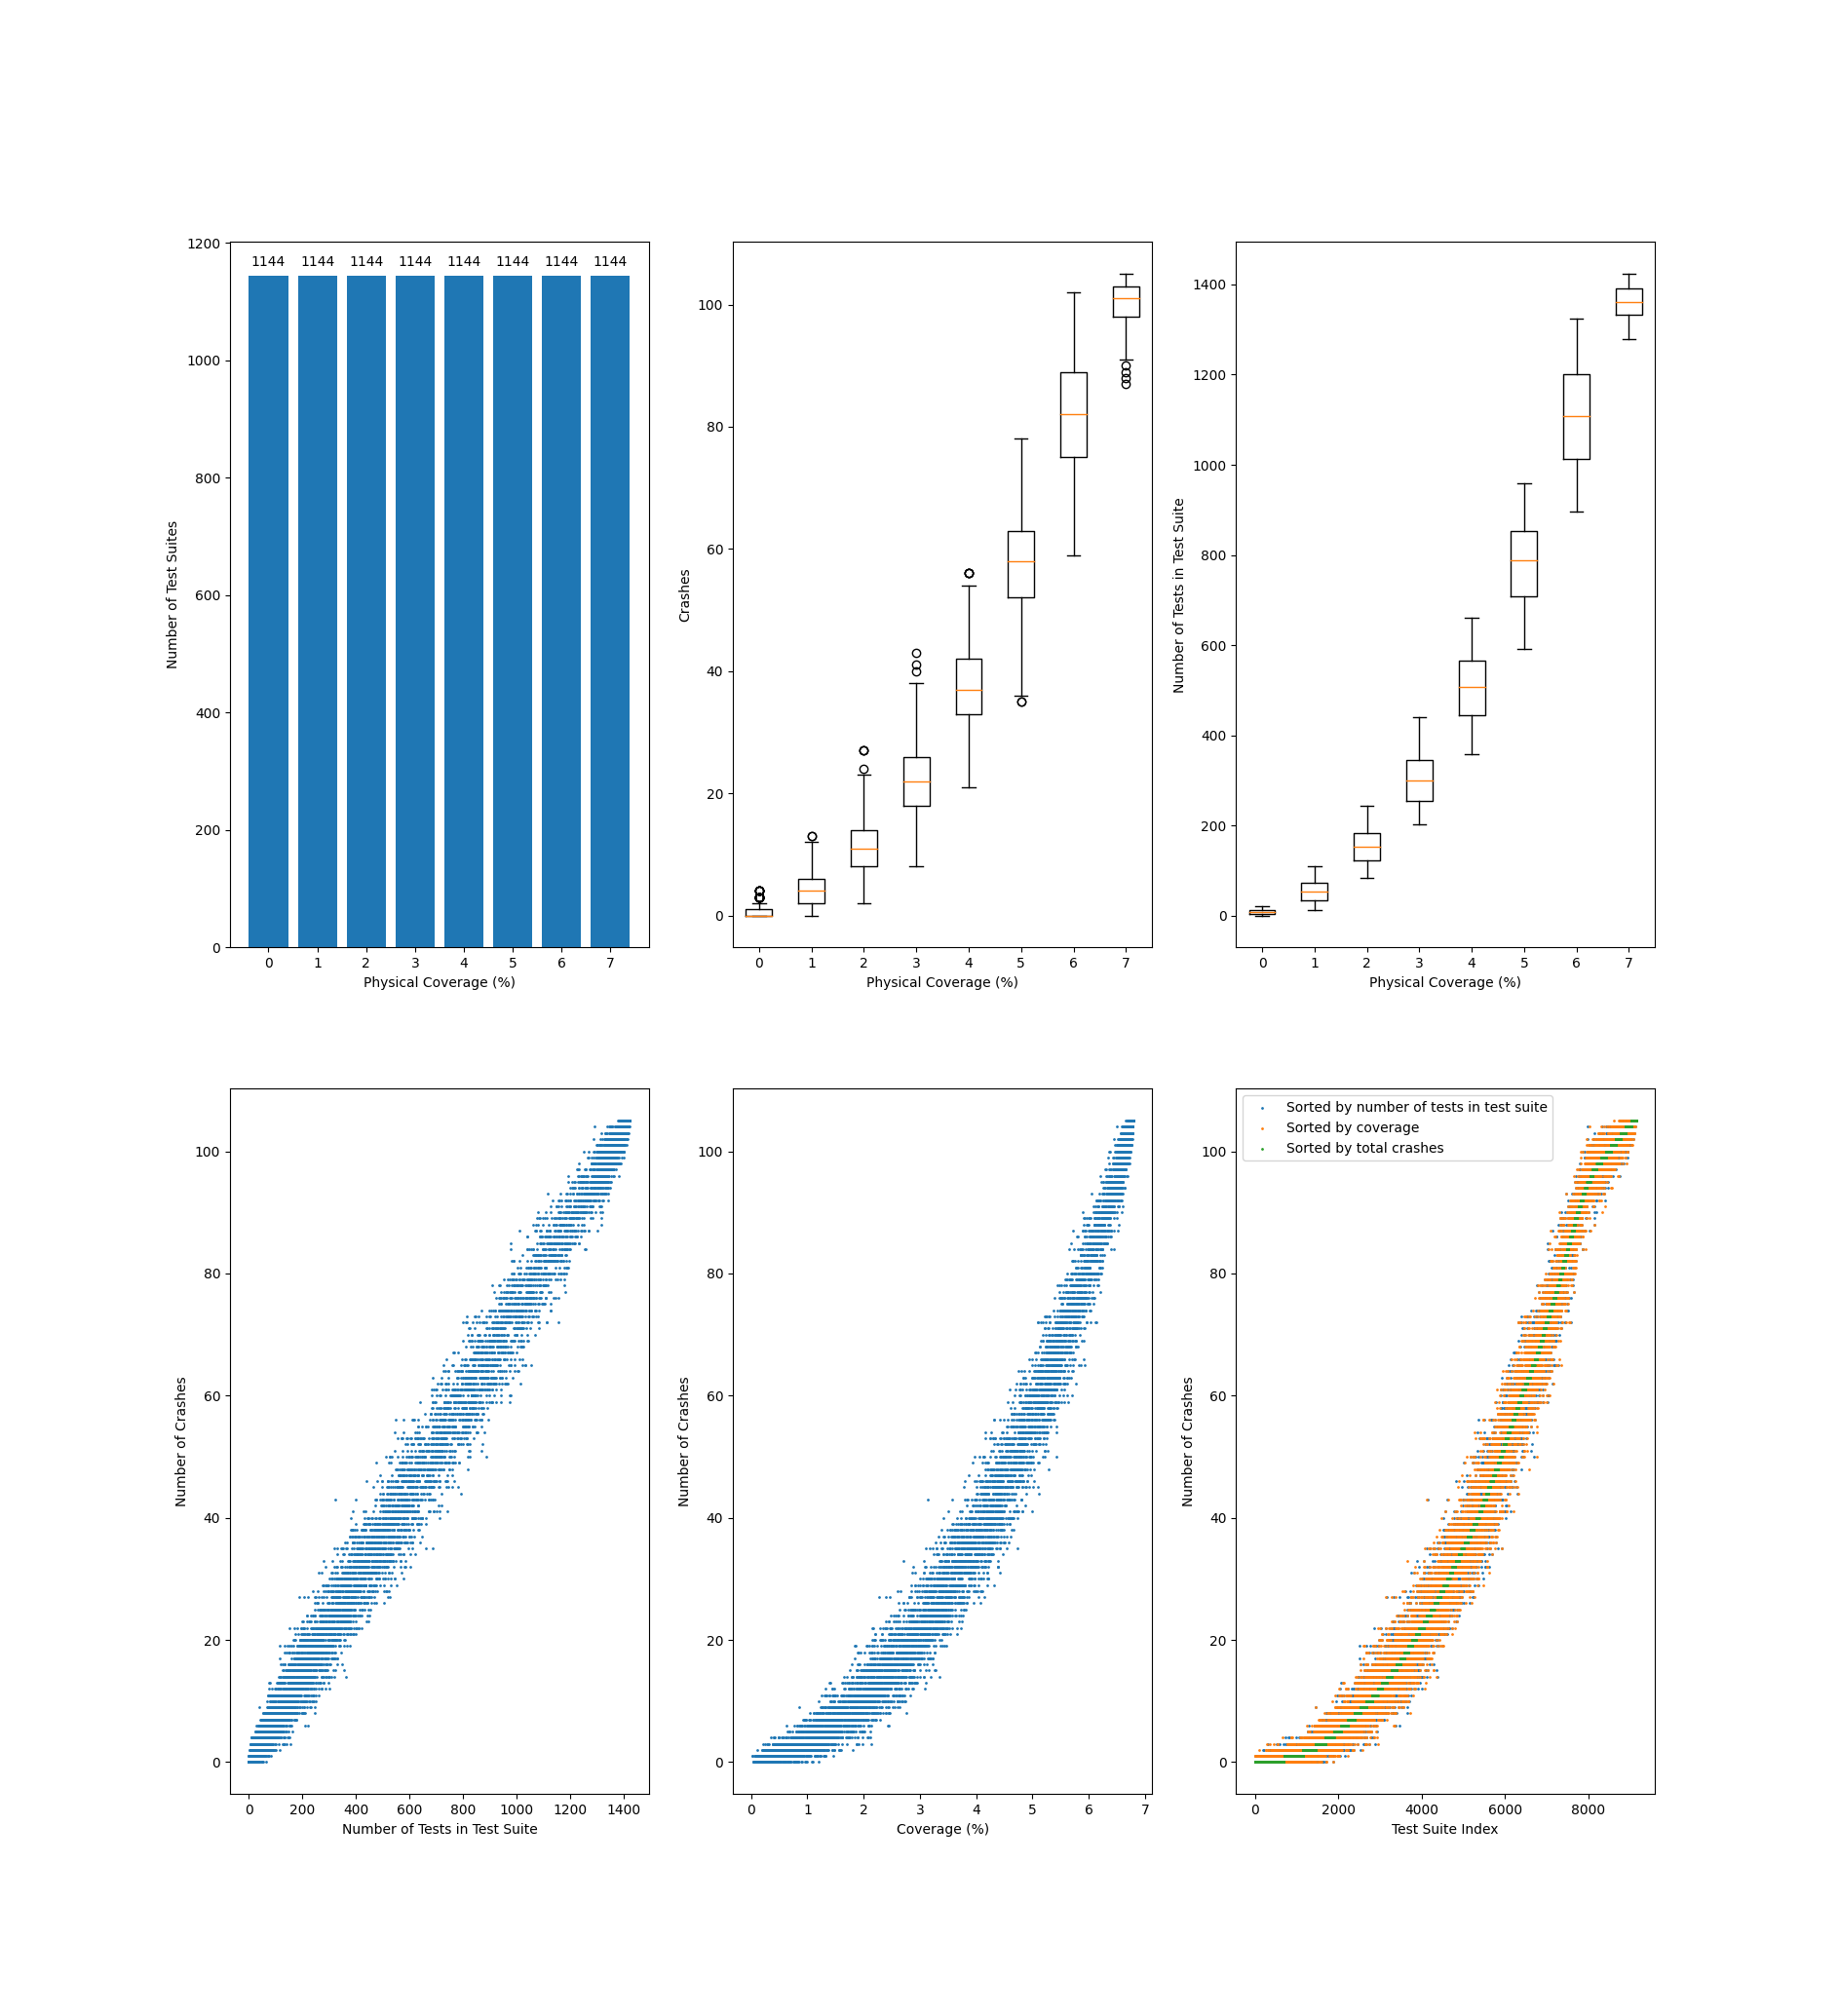 1200
1000
800
600
400
200
0
1144 1144 1144 1144 1144 1144 1144 1144
0 1 2 3 4 5 6 7
Physical Coverage (%)
Number of Test Suites
100
80
60
40
20
0
0 1 2 3 4 5 6 7
Physical Coverage (%)
Crashes
1400
1200
1000
800
600
400
200
0
0 1 2 3 4 5 6 7
Physical Coverage (%)
Number of Tests in Test Suite
100
80
60
40
20
0
0 200 400 600 800 1000 1200 1400
Number of Tests in Test Suite
Number of Crashes
100
80
60
40
20
0
0 1 2 3 4 5 6 7
Coverage (%)
Number of Crashes
Sorted by number of tests in test suite
Sorted by coverage
Sorted by total crashes
100
80
60
40
20
0
0 2000 4000 6000 8000
Test Suite Index
Number of Crashes